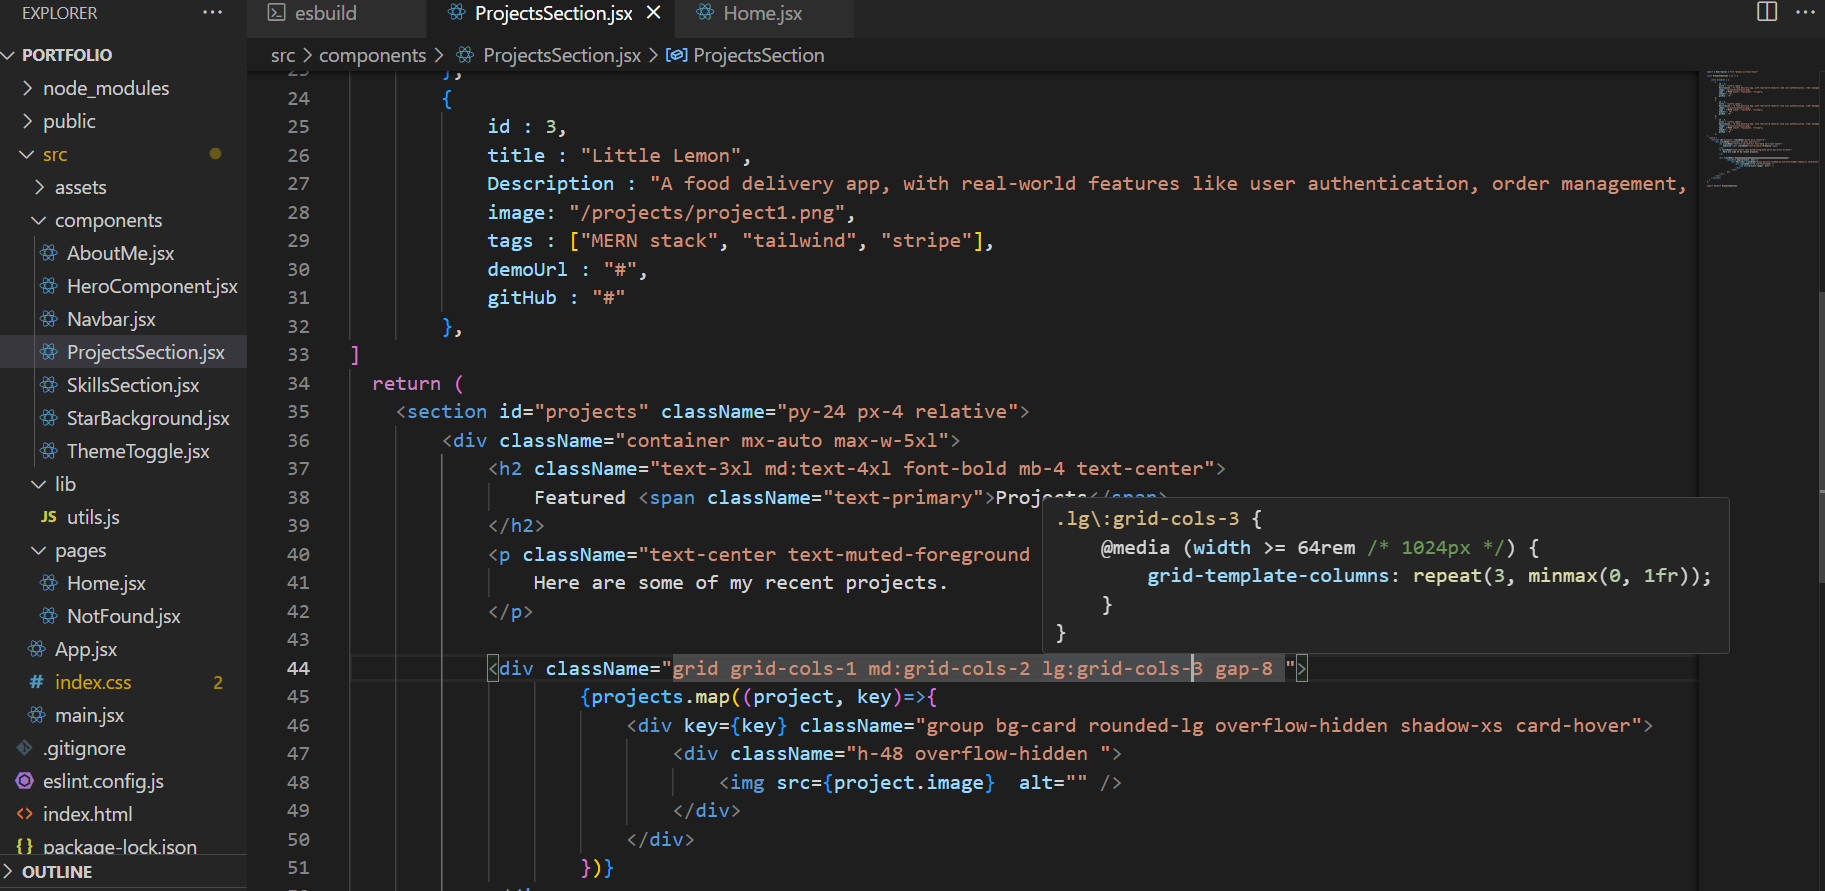 EXPLORER
PORTFOLIO
node_modules
public
src
assets
components
AboutMe.jsx
HeroComponent.jsx
Navbar.jsx
ProjectsSection.jsx
SkillsSection.jsx
StarBackground.jsx
ThemeToggle.jsx
lib
JS utils.js
pages
Home.jsx
NotFound.jsx
App.jsx
# index.css 2
main.jsx
.gitignore
eslint.config.js
<> index.html
{} package-lock.json
OUTLINE
esbuild
ProjectsSection.jsx
Home.jsx
src > components > ProjectsSection.jsx > ProjectsSection
23 },
24 {
25 id : 3,
26 title : "Little Lemon",
27 Description : "A food delivery app, with real-world features like user authentication, order management,
28 image: "/projects/project1.png",
29 tags : ["MERN stack", "tailwind", "stripe"],
30 demoUrl : "#",
31 gitHub : "#"
32 },
33 ]
34 return (
35 <section id="projects" className="py-24 px-4 relative">
36 <div className="container mx-auto max-w-5xl">
37 <h2 className="text-3xl md:text-4xl font-bold mb-4 text-center">
38 Featured <span className="text-primary">Projects</span>
39 </h2>
40 <p className="text-center text-muted-foreground
41 Here are some of my recent projects.
42 </p>
43
44 <div className="grid grid-cols-1 md:grid-cols-2 lg:grid-cols-3 gap-8 ">
45 {projects.map((project, key)=>{
46 <div key={key} className="group bg-card rounded-lg overflow-hidden shadow-xs card-hover">
47 <div className="h-48 overflow-hidden ">
48 <img src={project.image}  alt="" />
49 </div>
50 </div>
51 })}
.lg\:grid-cols-3 {
@media (width >= 64rem /* 1024px */) {
grid-template-columns: repeat(3, minmax(0, 1fr));
}
}